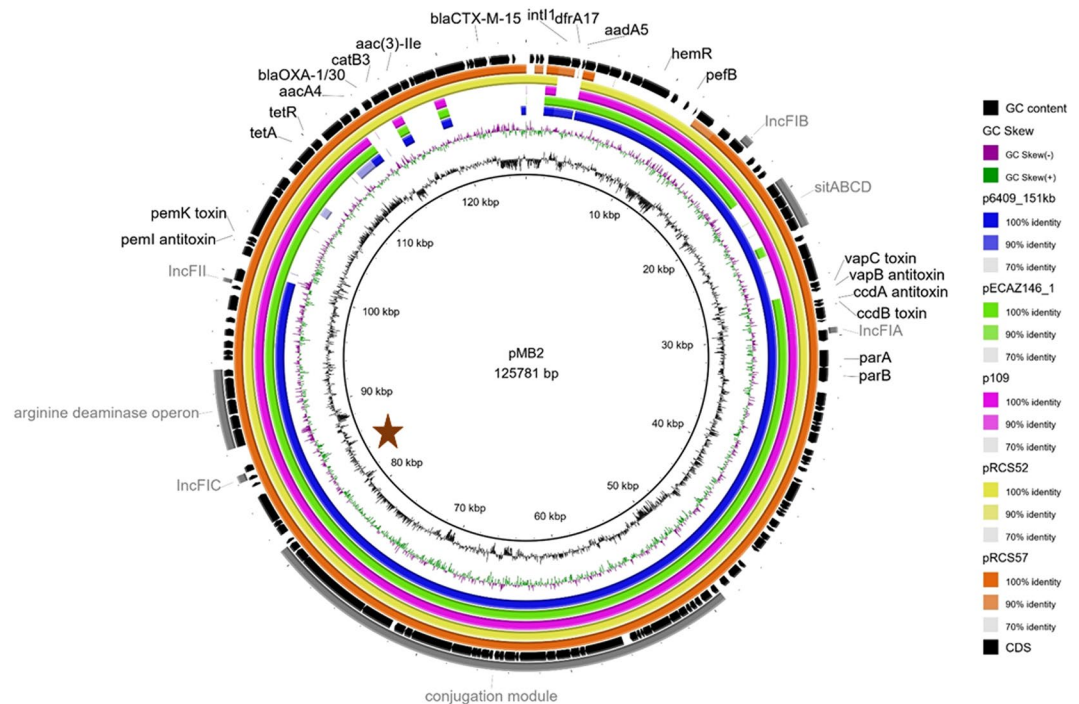 blaCTX-M-15
intI1
dfrA17
aadA5
aac(3)-IIe
catB3
blaOXA-1/30
aacA4
tetR
tetA
hemR
pefB
IncFIB
sitABCD
pemK toxin
pemI antitoxin
IncFII
vapC toxin
vapB antitoxin
ccdA antitoxin
ccdB toxin
IncFIA
parA
parB
arginine deaminase operon
IncFIC
conjugation module
120 kbp
10 kbp
110 kbp
20 kbp
100 kbp
30 kbp
pMB2
125781 bp
90 kbp
40 kbp
80 kbp
50 kbp
70 kbp
60 kbp
GC content
GC Skew
GC Skew(-)
GC Skew(+)
p6409_151kb
100% identity
90% identity
70% identity
pECAZ146_1
100% identity
90% identity
70% identity
p109
100% identity
90% identity
70% identity
pRCS52
100% identity
90% identity
70% identity
pRCS57
100% identity
90% identity
70% identity
CDS